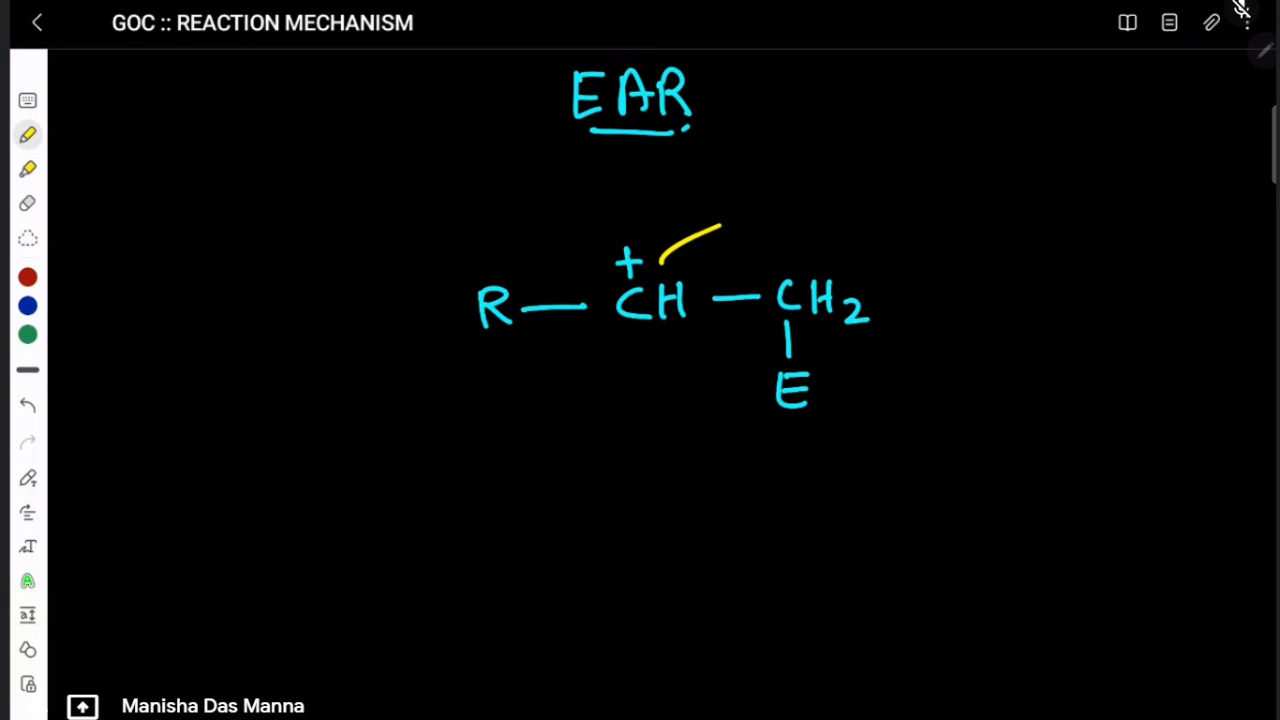 GOC :: REACTION MECHANISM
EAR
+
R — CH — CH2
|
E
Manisha Das Manna